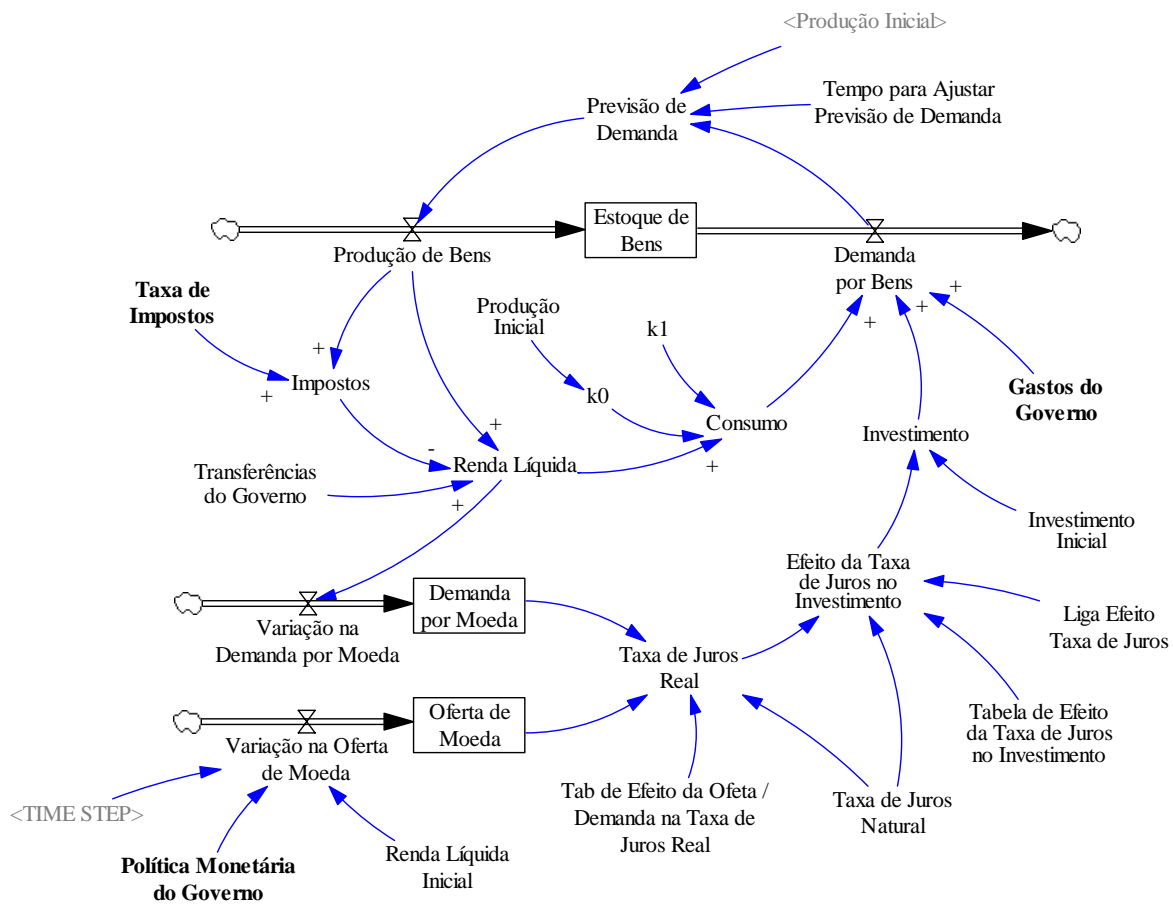 <Produção Inicial>
Tempo para Ajustar
Previsão de Demanda
Previsão de
Demanda
Estoque de
Bens
Produção de Bens
Demanda
por Bens
Taxa de
Impostos
Produção
Inicial
k1
+
+
+
+
+
Impostos
k0
Consumo
Gastos do
Governo
+
+
-
+
Investimento
Transferências
do Governo
Renda Líquida
+
Investimento
Inicial
Efeito da Taxa
de Juros no
Investimento
Demanda
por Moeda
Liga Efeito
Taxa de Juros
Variação na
Demanda por Moeda
Taxa de Juros
Real
Oferta de
Moeda
Tabela de Efeito
da Taxa de Juros
no Investimento
Variação na Oferta
de Moeda
Tab de Efeito da Ofeta /
Demanda na Taxa de
Juros Real
Taxa de Juros
Natural
<TIME STEP>
Política Monetária
do Governo
Renda Líquida
Inicial